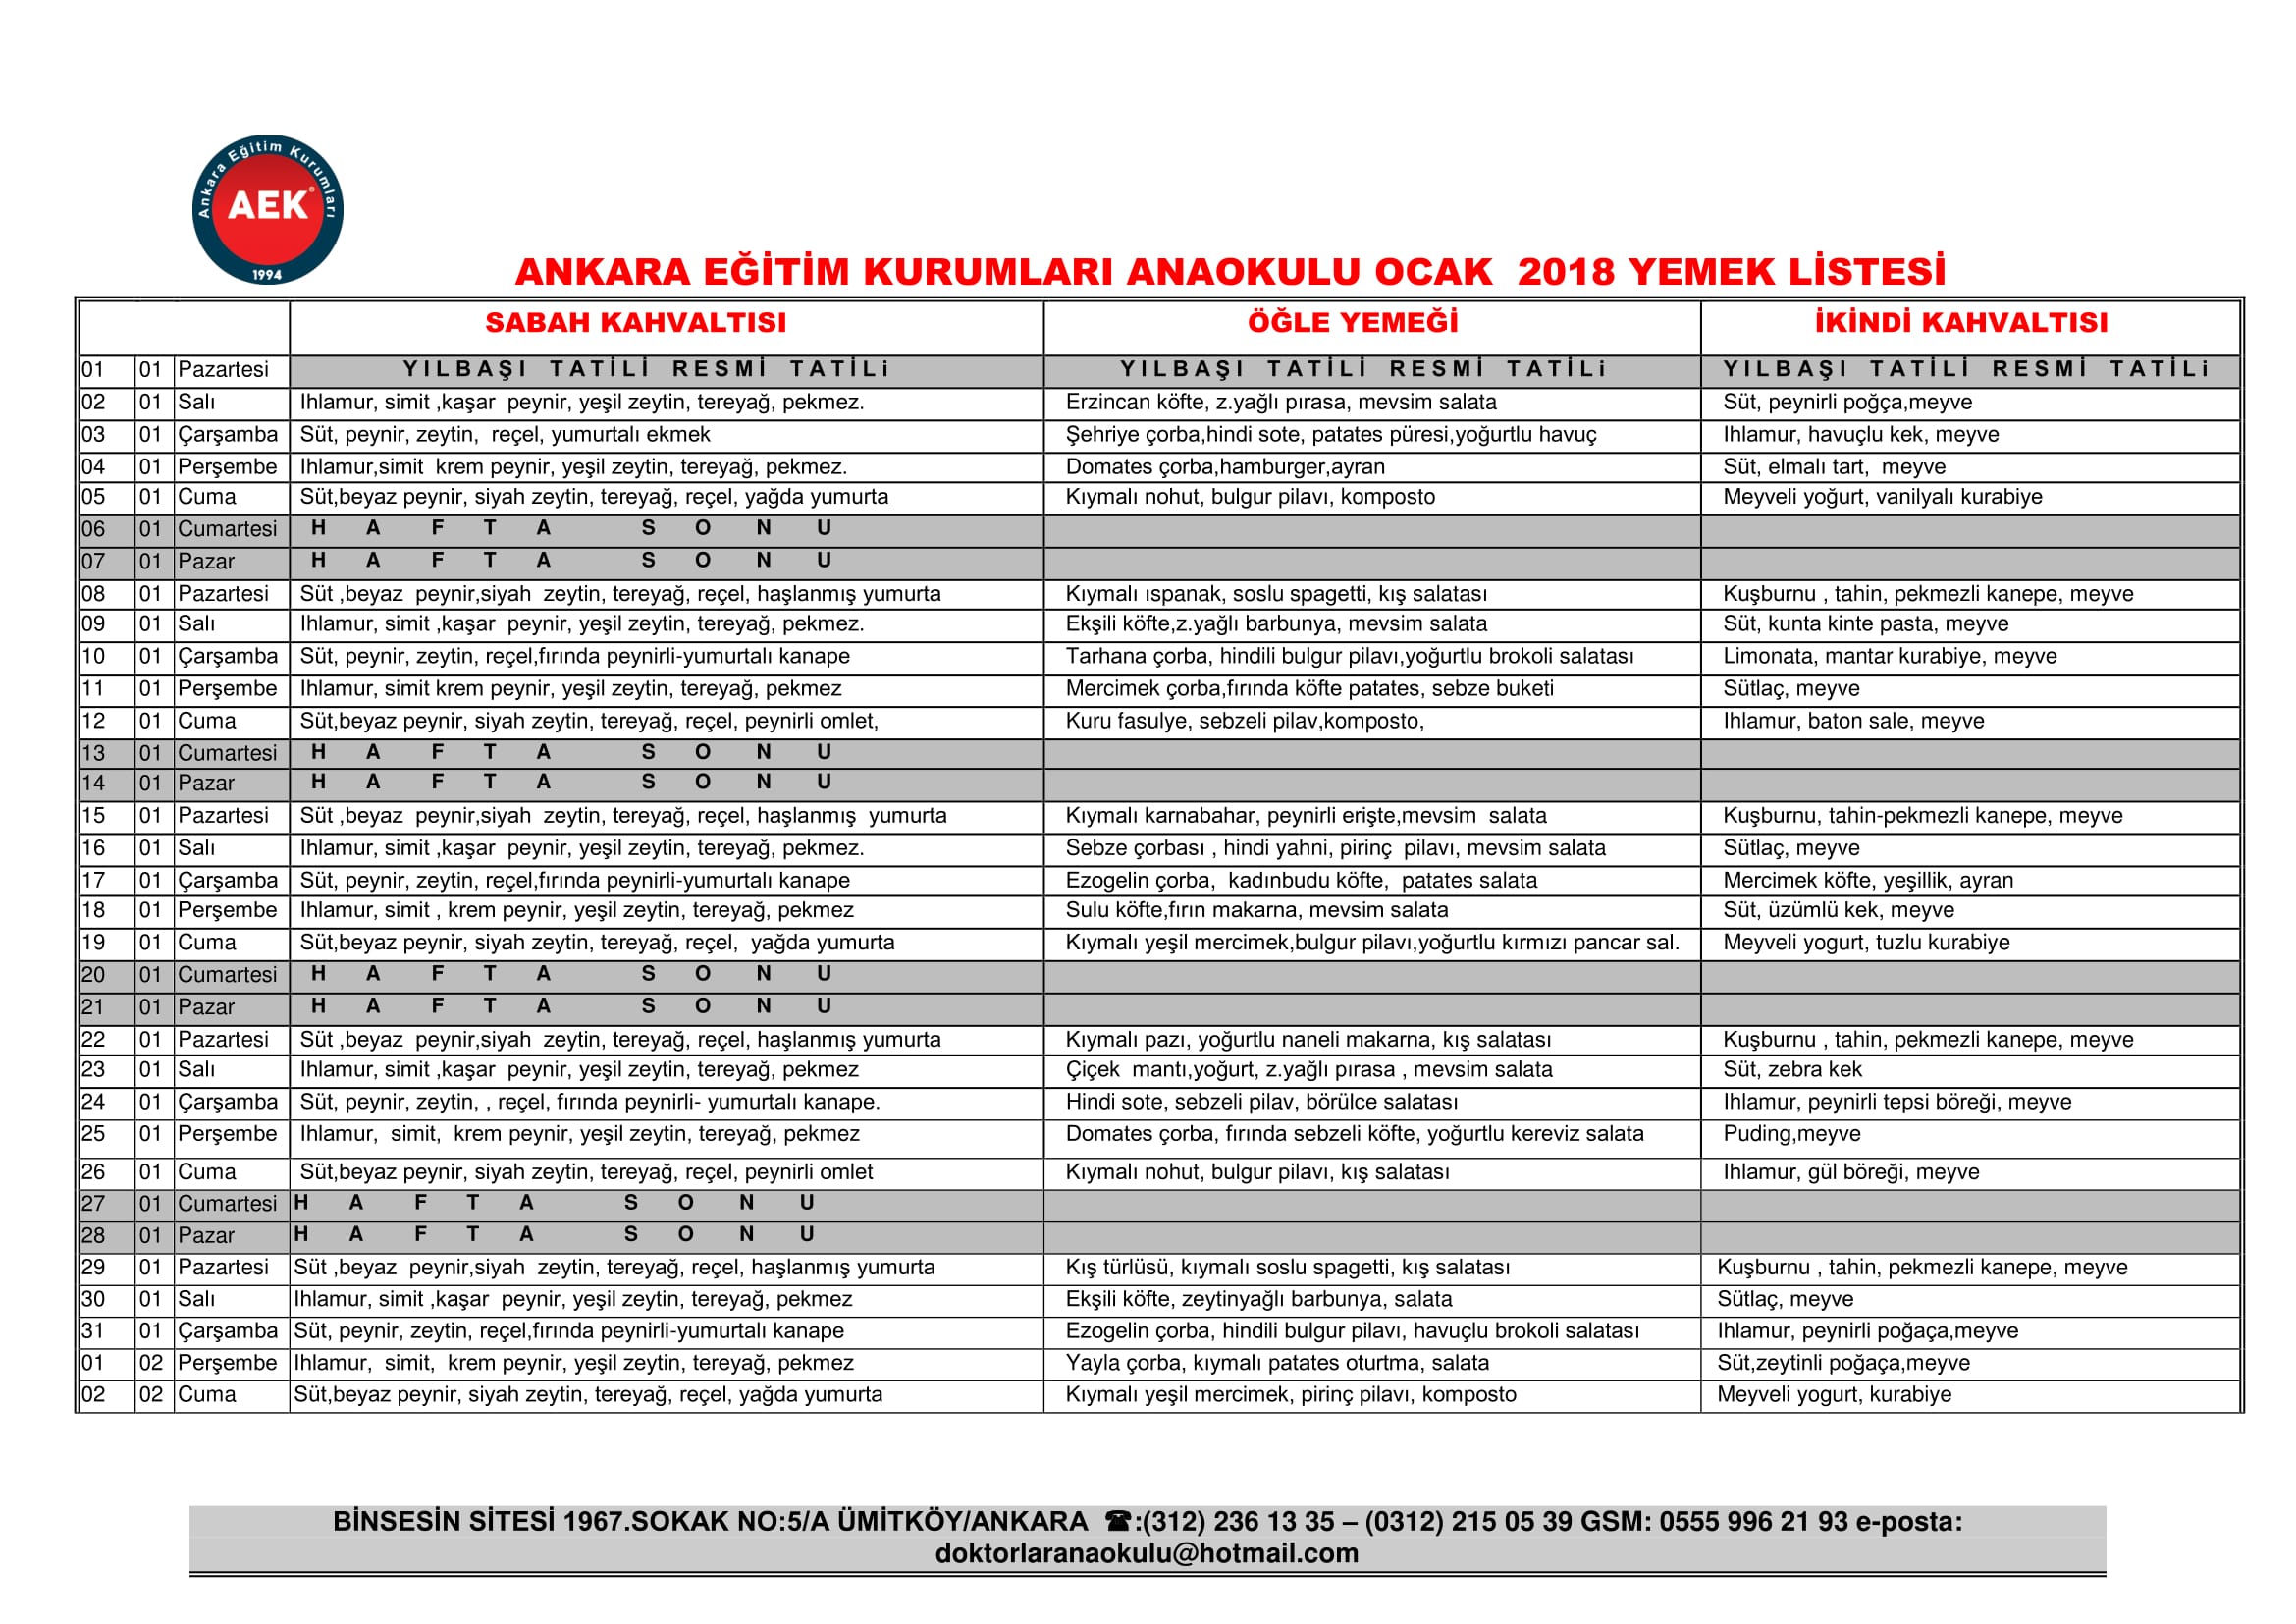 Ankara Eğitim Kurumları
AEK®
1994
ANKARA EĞİTİM KURUMLARI ANAOKULU OCAK 2018 YEMEK LİSTESİ
SABAH KAHVALTISI ÖĞLE YEMEĞİ İKİNDİ KAHVALTISI
01 01 Pazartesi YILBAŞI TATİLİ RESMİ TATİLi YILBAŞI TATİLİ RESMİ TATİLi YILBAŞI TATİLİ RESMİ TATİLi
02 01 Salı Ihlamur, simit ,kaşar peynir, yeşil zeytin, tereyağ, pekmez. Erzincan köfte, z.yağlı pırasa, mevsim salata Süt, peynirli poğça,meyve
03 01 Çarşamba Süt, peynir, zeytin, reçel, yumurtalı ekmek Şehriye çorba,hindi sote, patates püresi,yoğurtlu havuç Ihlamur, havuçlu kek, meyve
04 01 Perşembe Ihlamur,simit krem peynir, yeşil zeytin, tereyağ, pekmez. Domates çorba,hamburger,ayran Süt, elmalı tart, meyve
05 01 Cuma Süt,beyaz peynir, siyah zeytin, tereyağ, reçel, yağda yumurta Kıymalı nohut, bulgur pilavı, komposto Meyveli yoğurt, vanilyalı kurabiye
06 01 Cumartesi H A F T A S O N U
07 01 Pazar H A F T A S O N U
08 01 Pazartesi Süt ,beyaz peynir,siyah zeytin, tereyağ, reçel, haşlanmış yumurta Kıymalı ıspanak, soslu spagetti, kış salatası Kuşburnu , tahin, pekmezli kanepe, meyve
09 01 Salı Ihlamur, simit ,kaşar peynir, yeşil zeytin, tereyağ, pekmez. Ekşili köfte,z.yağlı barbunya, mevsim salata Süt, kunta kinte pasta, meyve
10 01 Çarşamba Süt, peynir, zeytin, reçel,fırında peynirli-yumurtalı kanape Tarhana çorba, hindili bulgur pilavı,yoğurtlu brokoli salatası Limonata, mantar kurabiye, meyve
11 01 Perşembe Ihlamur, simit krem peynir, yeşil zeytin, tereyağ, pekmez Mercimek çorba,fırında köfte patates, sebze buketi Sütlaç, meyve
12 01 Cuma Süt,beyaz peynir, siyah zeytin, tereyağ, reçel, peynirli omlet, Kuru fasulye, sebzeli pilav,komposto, Ihlamur, baton sale, meyve
13 01 Cumartesi H A F T A S O N U
14 01 Pazar H A F T A S O N U
15 01 Pazartesi Süt ,beyaz peynir,siyah zeytin, tereyağ, reçel, haşlanmış yumurta Kıymalı karnabahar, peynirli erişte,mevsim salata Kuşburnu, tahin-pekmezli kanepe, meyve
16 01 Salı Ihlamur, simit ,kaşar peynir, yeşil zeytin, tereyağ, pekmez. Sebze çorbası , hindi yahni, pirinç pilavı, mevsim salata Sütlaç, meyve
17 01 Çarşamba Süt, peynir, zeytin, reçel,fırında peynirli-yumurtalı kanape Ezogelin çorba, kadınbudu köfte, patates salata Mercimek köfte, yeşillik, ayran
18 01 Perşembe Ihlamur, simit , krem peynir, yeşil zeytin, tereyağ, pekmez Sulu köfte,fırın makarna, mevsim salata Süt, üzümlü kek, meyve
19 01 Cuma Süt,beyaz peynir, siyah zeytin, tereyağ, reçel, yağda yumurta Kıymalı yeşil mercimek,bulgur pilavı,yoğurtlu kırmızı pancar sal. Meyveli yogurt, tuzlu kurabiye
20 01 Cumartesi H A F T A S O N U
21 01 Pazar H A F T A S O N U
22 01 Pazartesi Süt ,beyaz peynir,siyah zeytin, tereyağ, reçel, haşlanmış yumurta Kıymalı pazı, yoğurtlu naneli makarna, kış salatası Kuşburnu , tahin, pekmezli kanepe, meyve
23 01 Salı Ihlamur, simit ,kaşar peynir, yeşil zeytin, tereyağ, pekmez Çiçek mantı,yoğurt, z.yağlı pırasa , mevsim salata Süt, zebra kek
24 01 Çarşamba Süt, peynir, zeytin, , reçel, fırında peynirli- yumurtalı kanape. Hindi sote, sebzeli pilav, börülce salatası Ihlamur, peynirli tepsi böreği, meyve
25 01 Perşembe Ihlamur, simit, krem peynir, yeşil zeytin, tereyağ, pekmez Domates çorba, fırında sebzeli köfte, yoğurtlu kereviz salata Puding,meyve
26 01 Cuma Süt,beyaz peynir, siyah zeytin, tereyağ, reçel, peynirli omlet Kıymalı nohut, bulgur pilavı, kış salatası Ihlamur, gül böreği, meyve
27 01 Cumartesi H A F T A S O N U
28 01 Pazar H A F T A S O N U
29 01 Pazartesi Süt ,beyaz peynir,siyah zeytin, tereyağ, reçel, haşlanmış yumurta Kış türlüsü, kıymalı soslu spagetti, kış salatası Kuşburnu , tahin, pekmezli kanepe, meyve
30 01 Salı Ihlamur, simit ,kaşar peynir, yeşil zeytin, tereyağ, pekmez Ekşili köfte, zeytinyağlı barbunya, salata Sütlaç, meyve
31 01 Çarşamba Süt, peynir, zeytin, reçel,fırında peynirli-yumurtalı kanape Ezogelin çorba, hindili bulgur pilavı, havuçlu brokoli salatası Ihlamur, peynirli poğaça,meyve
01 02 Perşembe Ihlamur, simit, krem peynir, yeşil zeytin, tereyağ, pekmez Yayla çorba, kıymalı patates oturtma, salata Süt,zeytinli poğaça,meyve
02 02 Cuma Süt,beyaz peynir, siyah zeytin, tereyağ, reçel, yağda yumurta Kıymalı yeşil mercimek, pirinç pilavı, komposto Meyveli yogurt, kurabiye
BİNSESİN SİTESİ 1967.SOKAK NO:5/A ÜMİTKÖY/ANKARA ☎:(312) 236 13 35 – (0312) 215 05 39 GSM: 0555 996 21 93 e-posta:
doktorlaranaokulu@hotmail.com